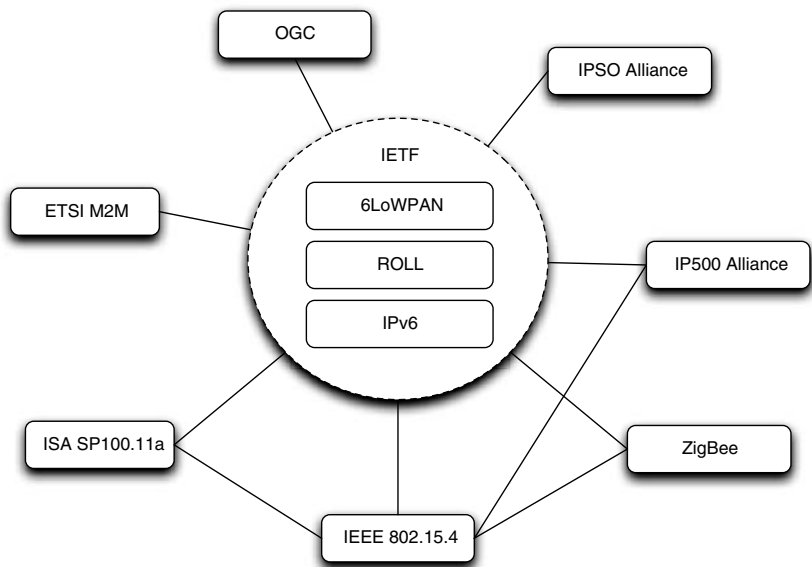 OGC
IPSO Alliance
IETF
6LoWPAN
ETSI M2M
ROLL
IP500 Alliance
IPv6
ISA SP100.11a
ZigBee
IEEE 802.15.4